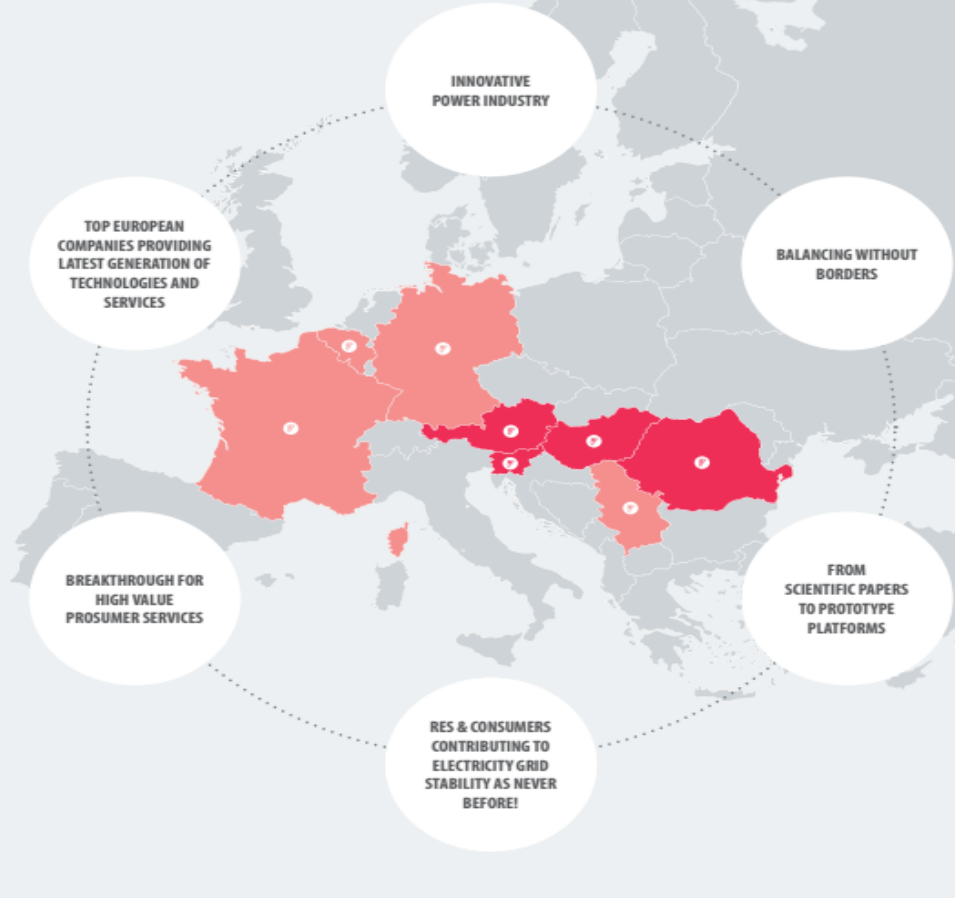 INNOVATIVE
POWER INDUSTRY
TOP EUROPEAN
COMPANIES PROVIDING
LATEST GENERATION OF
TECHNOLOGIES AND
SERVICES
BALANCING WITHOUT
BORDERS
BREAKTHROUGH FOR
HIGH VALUE
PROSUMER SERVICES
FROM
SCIENTIFIC PAPERS
TO PROTOTYPE
PLATFORMS
RES & CONSUMERS
CONTRIBUTING TO
ELECTRICITY GRID
STABILITY AS NEVER
BEFORE!